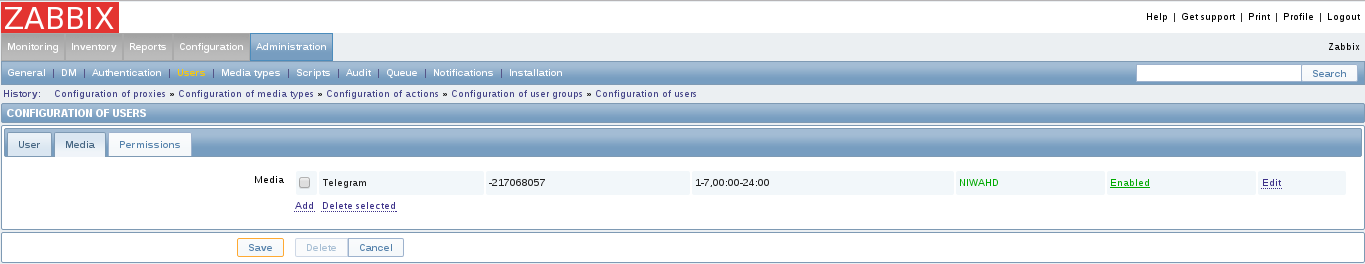 ZABBIX
Help | Get support | Print | Profile | Logout
Monitoring Inventory Reports Configuration Administration Zabbix
General | DM | Authentication | Users | Media types | Scripts | Audit | Queue | Notifications | Installation Search
History: Configuration of proxies » Configuration of media types » Configuration of actions » Configuration of user groups » Configuration of users
CONFIGURATION OF USERS
User Media Permissions
Media Telegram -217068057 1-7,00:00-24:00 NIWAHD Enabled Edit
Add Delete selected
Save Delete Cancel